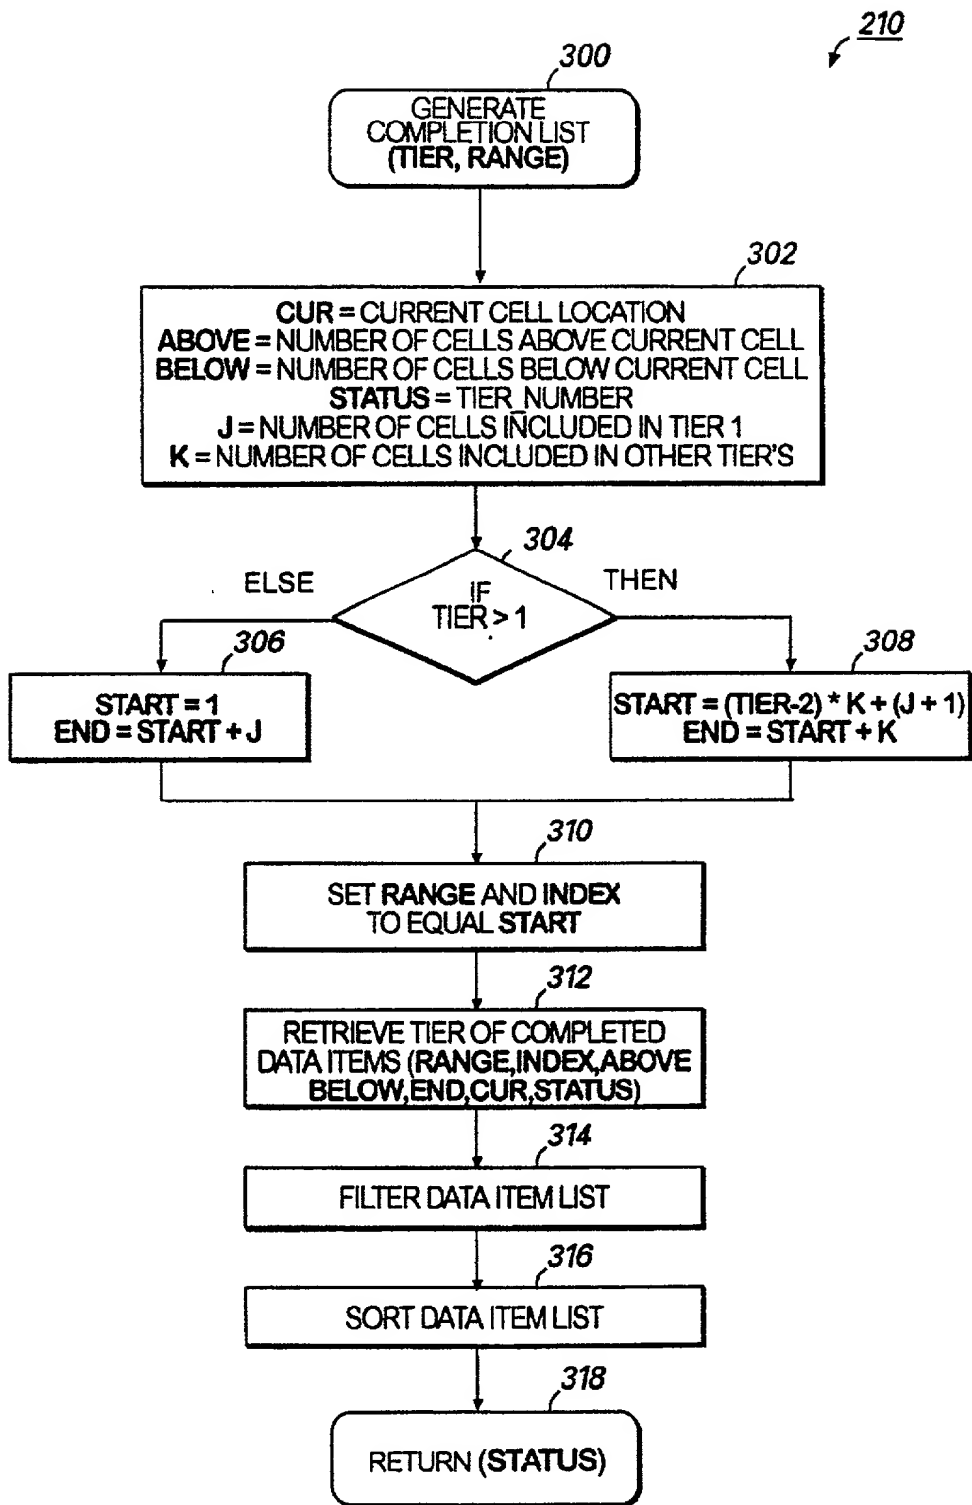 210
300
GENERATE
COMPLETION LIST
(TIER, RANGE)
302
CUR = CURRENT CELL LOCATION
ABOVE = NUMBER OF CELLS ABOVE CURRENT CELL
BELOW = NUMBER OF CELLS BELOW CURRENT CELL
STATUS = TIER_NUMBER
J = NUMBER OF CELLS INCLUDED IN TIER 1
K = NUMBER OF CELLS INCLUDED IN OTHER TIER'S
304
ELSE
IF
TIER > 1
THEN
306
START = 1
END = START + J
308
START = (TIER-2) * K + (J + 1)
END = START + K
310
SET RANGE AND INDEX
TO EQUAL START
312
RETRIEVE TIER OF COMPLETED
DATA ITEMS (RANGE,INDEX,ABOVE
BELOW,END,CUR,STATUS)
314
FILTER DATA ITEM LIST
316
SORT DATA ITEM LIST
318
RETURN (STATUS)